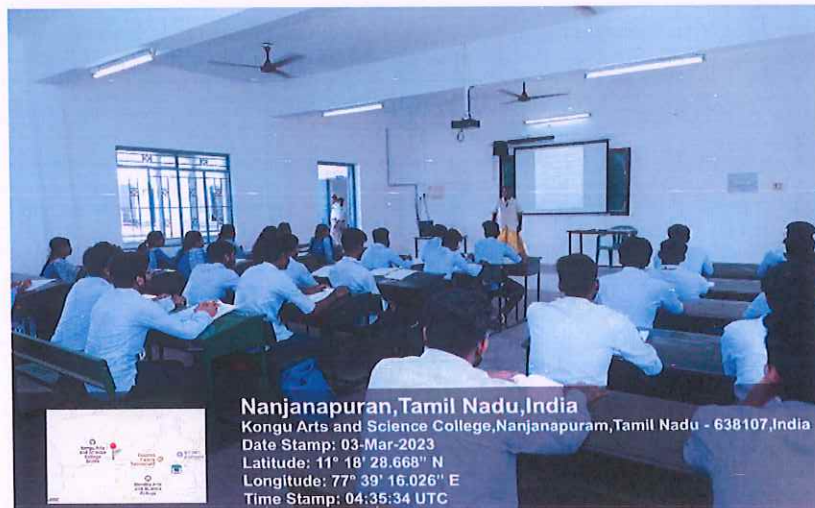 Nanjanapuran,Tamil Nadu,India
Kongu Arts and Science College,Nanjanapuram,Tamil Nadu - 638107,India
Date Stamp: 03-Mar-2023
Latitude: 11° 18' 28.668" N
Longitude: 77° 39' 16.026" E
Time Stamp: 04:35:34 UTC